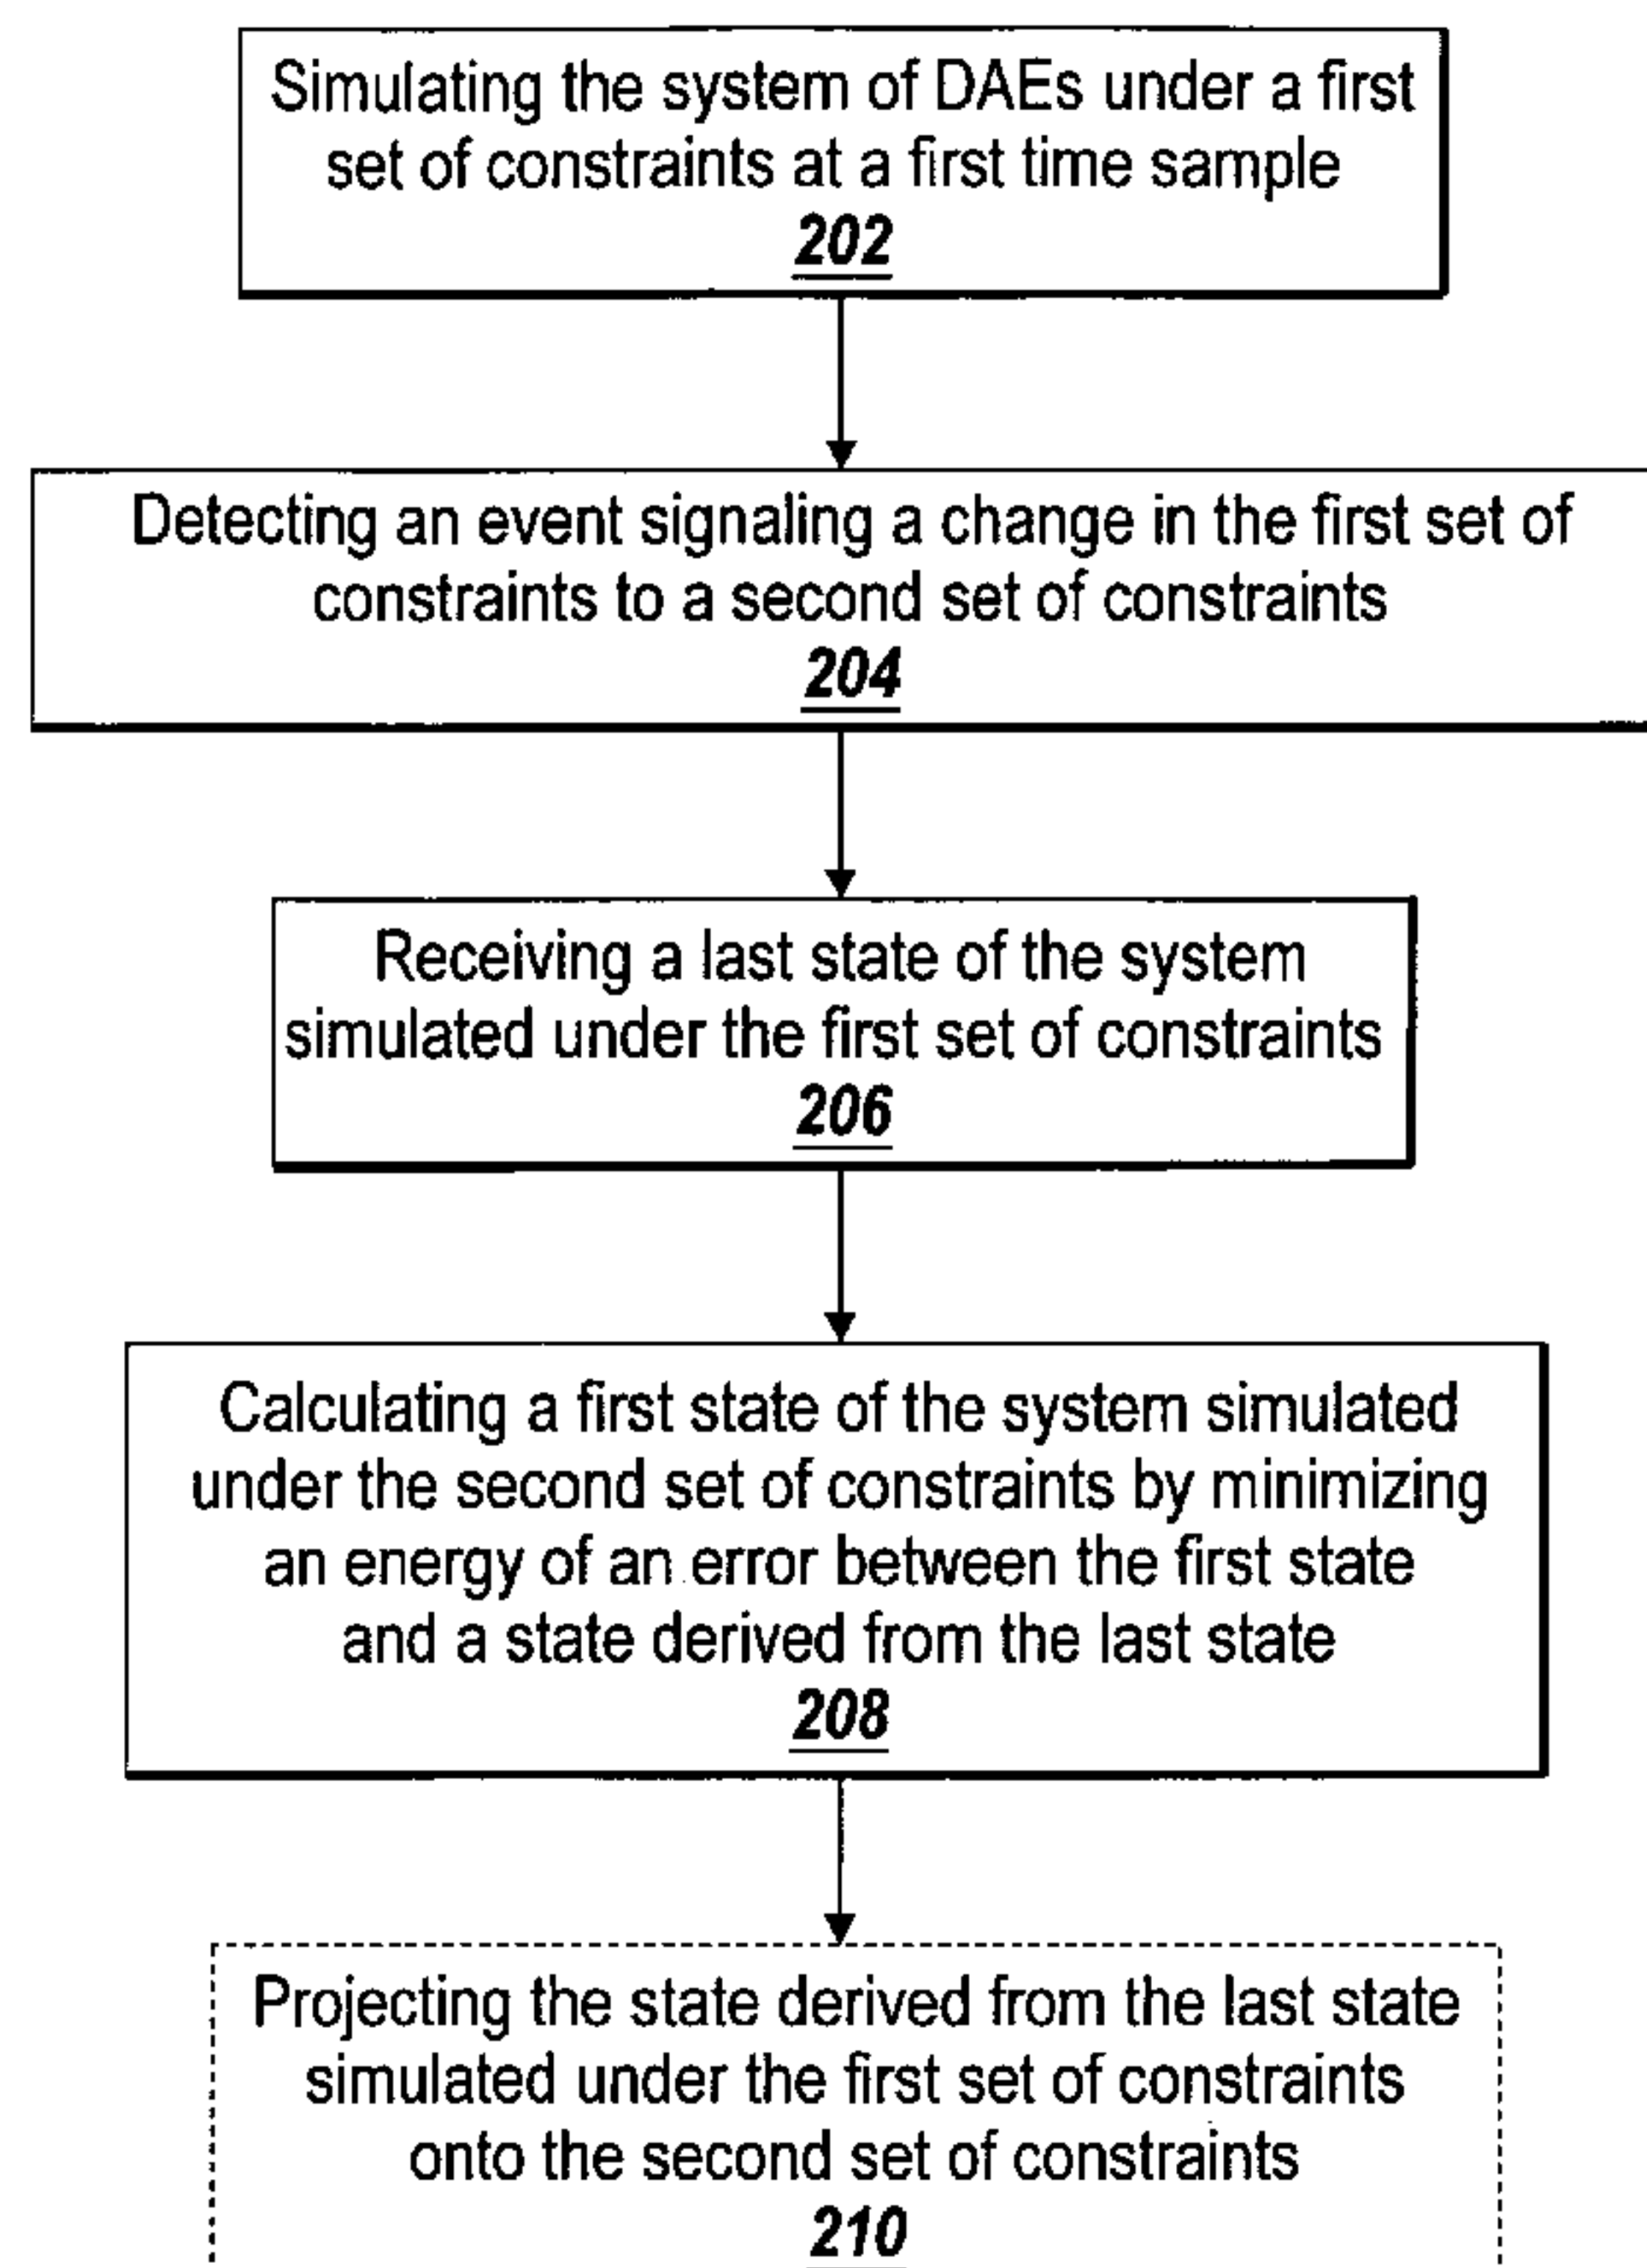 Simulating the system of DAEs under a first
set of constraints at a first time sample
202
Detecting an event signaling a change in the first set of
constraints to a second set of constraints
204
Receiving a last state of the system
simulated under the first set of constraints
206
Calculating a first state of the system simulated
under the second set of constraints by minimizing
an energy of an error between the first state
and a state derived from the last state
208
Projecting the state derived from the last state
simulated under the first set of constraints
onto the second set of constraints
210